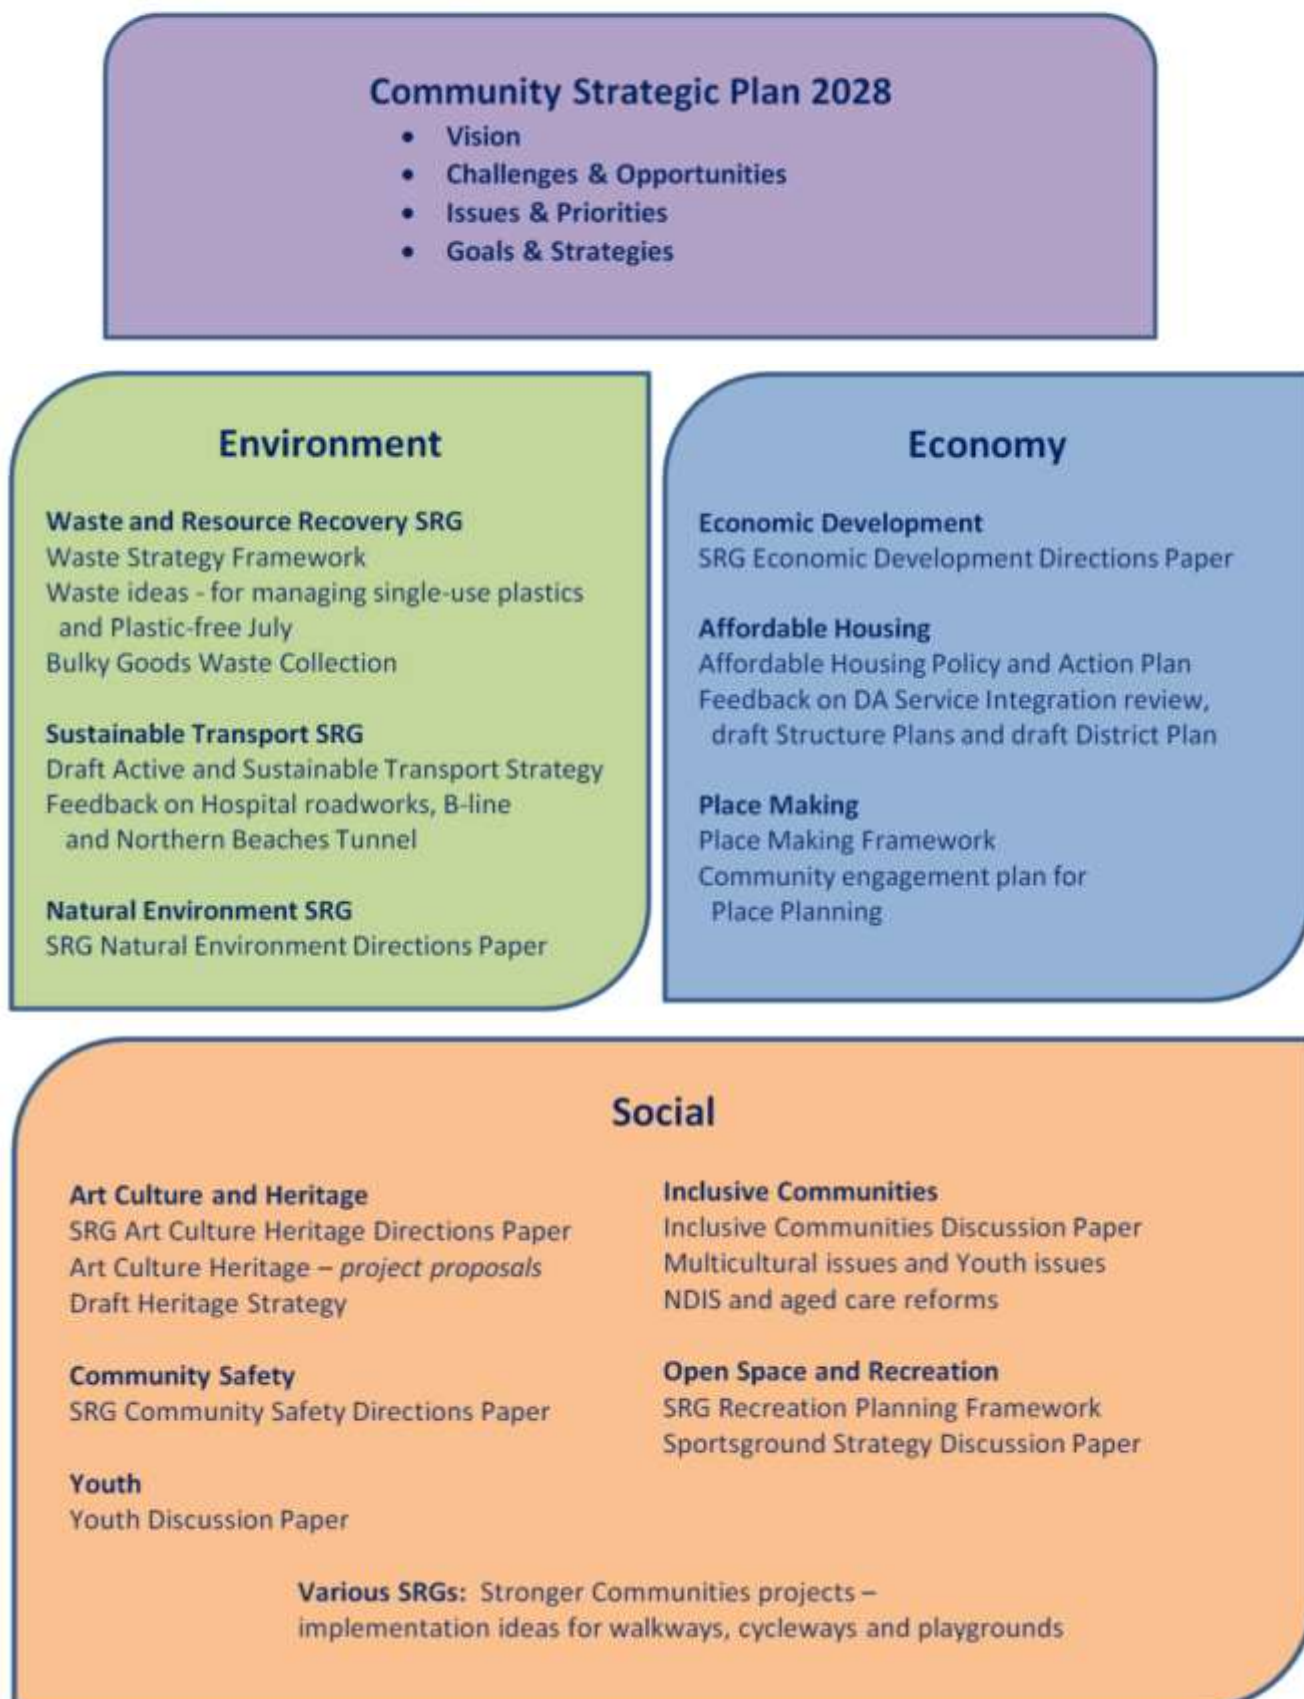 Community Strategic Plan 2028
• Vision
• Challenges & Opportunities
• Issues & Priorities
• Goals & Strategies
Environment
Waste and Resource Recovery SRG
Waste Strategy Framework
Waste ideas - for managing single-use plastics
and Plastic-free July
Bulky Goods Waste Collection
Sustainable Transport SRG
Draft Active and Sustainable Transport Strategy
Feedback on Hospital roadworks, B-line
and Northern Beaches Tunnel
Natural Environment SRG
SRG Natural Environment Directions Paper
Economy
Economic Development
SRG Economic Development Directions Paper
Affordable Housing
Affordable Housing Policy and Action Plan
Feedback on DA Service Integration review,
draft Structure Plans and draft District Plan
Place Making
Place Making Framework
Community engagement plan for
Place Planning
Social
Art Culture and Heritage
SRG Art Culture Heritage Directions Paper
Art Culture Heritage – project proposals
Draft Heritage Strategy
Community Safety
SRG Community Safety Directions Paper
Youth
Youth Discussion Paper
Inclusive Communities
Inclusive Communities Discussion Paper
Multicultural issues and Youth issues
NDIS and aged care reforms
Open Space and Recreation
SRG Recreation Planning Framework
Sportsground Strategy Discussion Paper
Various SRGs: Stronger Communities projects –
implementation ideas for walkways, cycleways and playgrounds